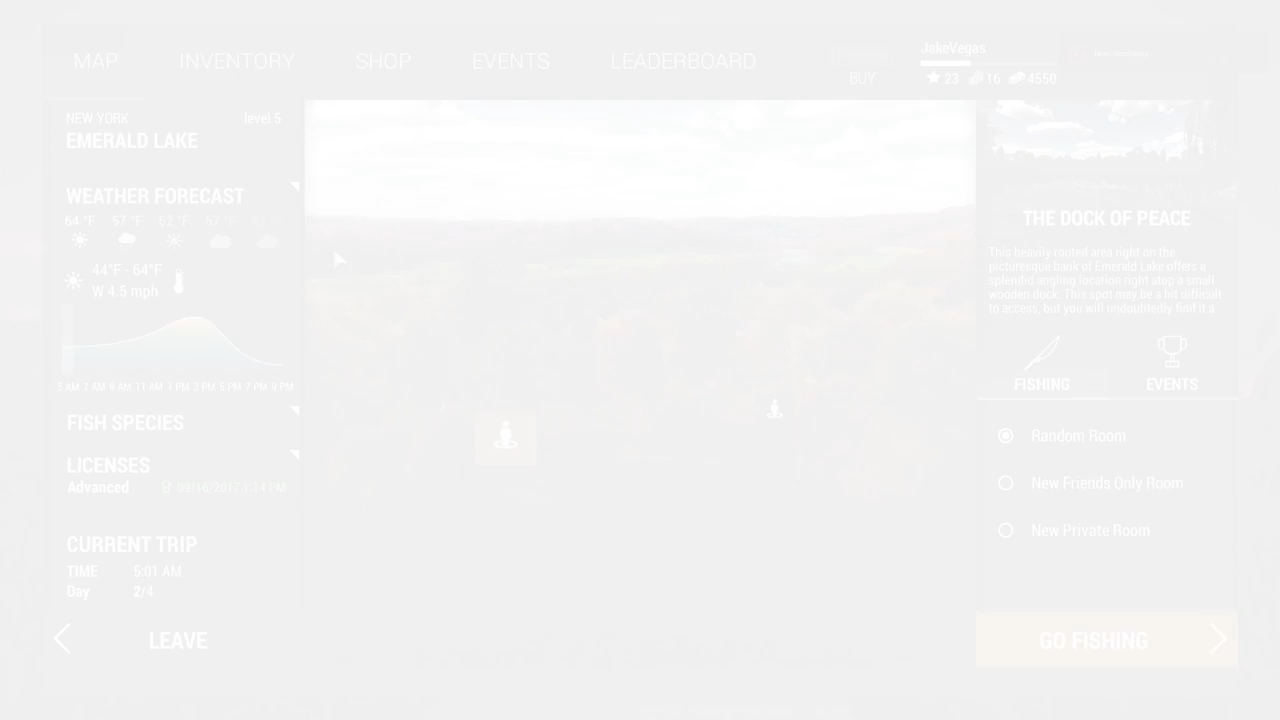 MAP INVENTORY SHOP EVENTS LEADERBOARD
BUY
JakeVegas
23 16 4550
NEW YORK level 5
EMERALD LAKE
WEATHER FORECAST
64 °F 57 °F 62 °F 57 °F
44°F - 64°F
W 4.5 mph
5 AM 7 AM 9 AM 11 AM 1 PM 3 PM 5 PM 7 PM 9 PM
FISH SPECIES
LICENSES
Advanced 09/16/2017 1:14 PM
CURRENT TRIP
TIME 5:01 AM
Day 2/4
LEAVE
THE DOCK OF PEACE
This heavily rooted area right on the
picturesque bank of Emerald Lake offers a
splendid angling location right atop a small
wooden dock. This spot may be a bit difficult
to access, but you will undoubtedly find it a
FISHING EVENTS
Random Room
New Friends Only Room
New Private Room
GO FISHING